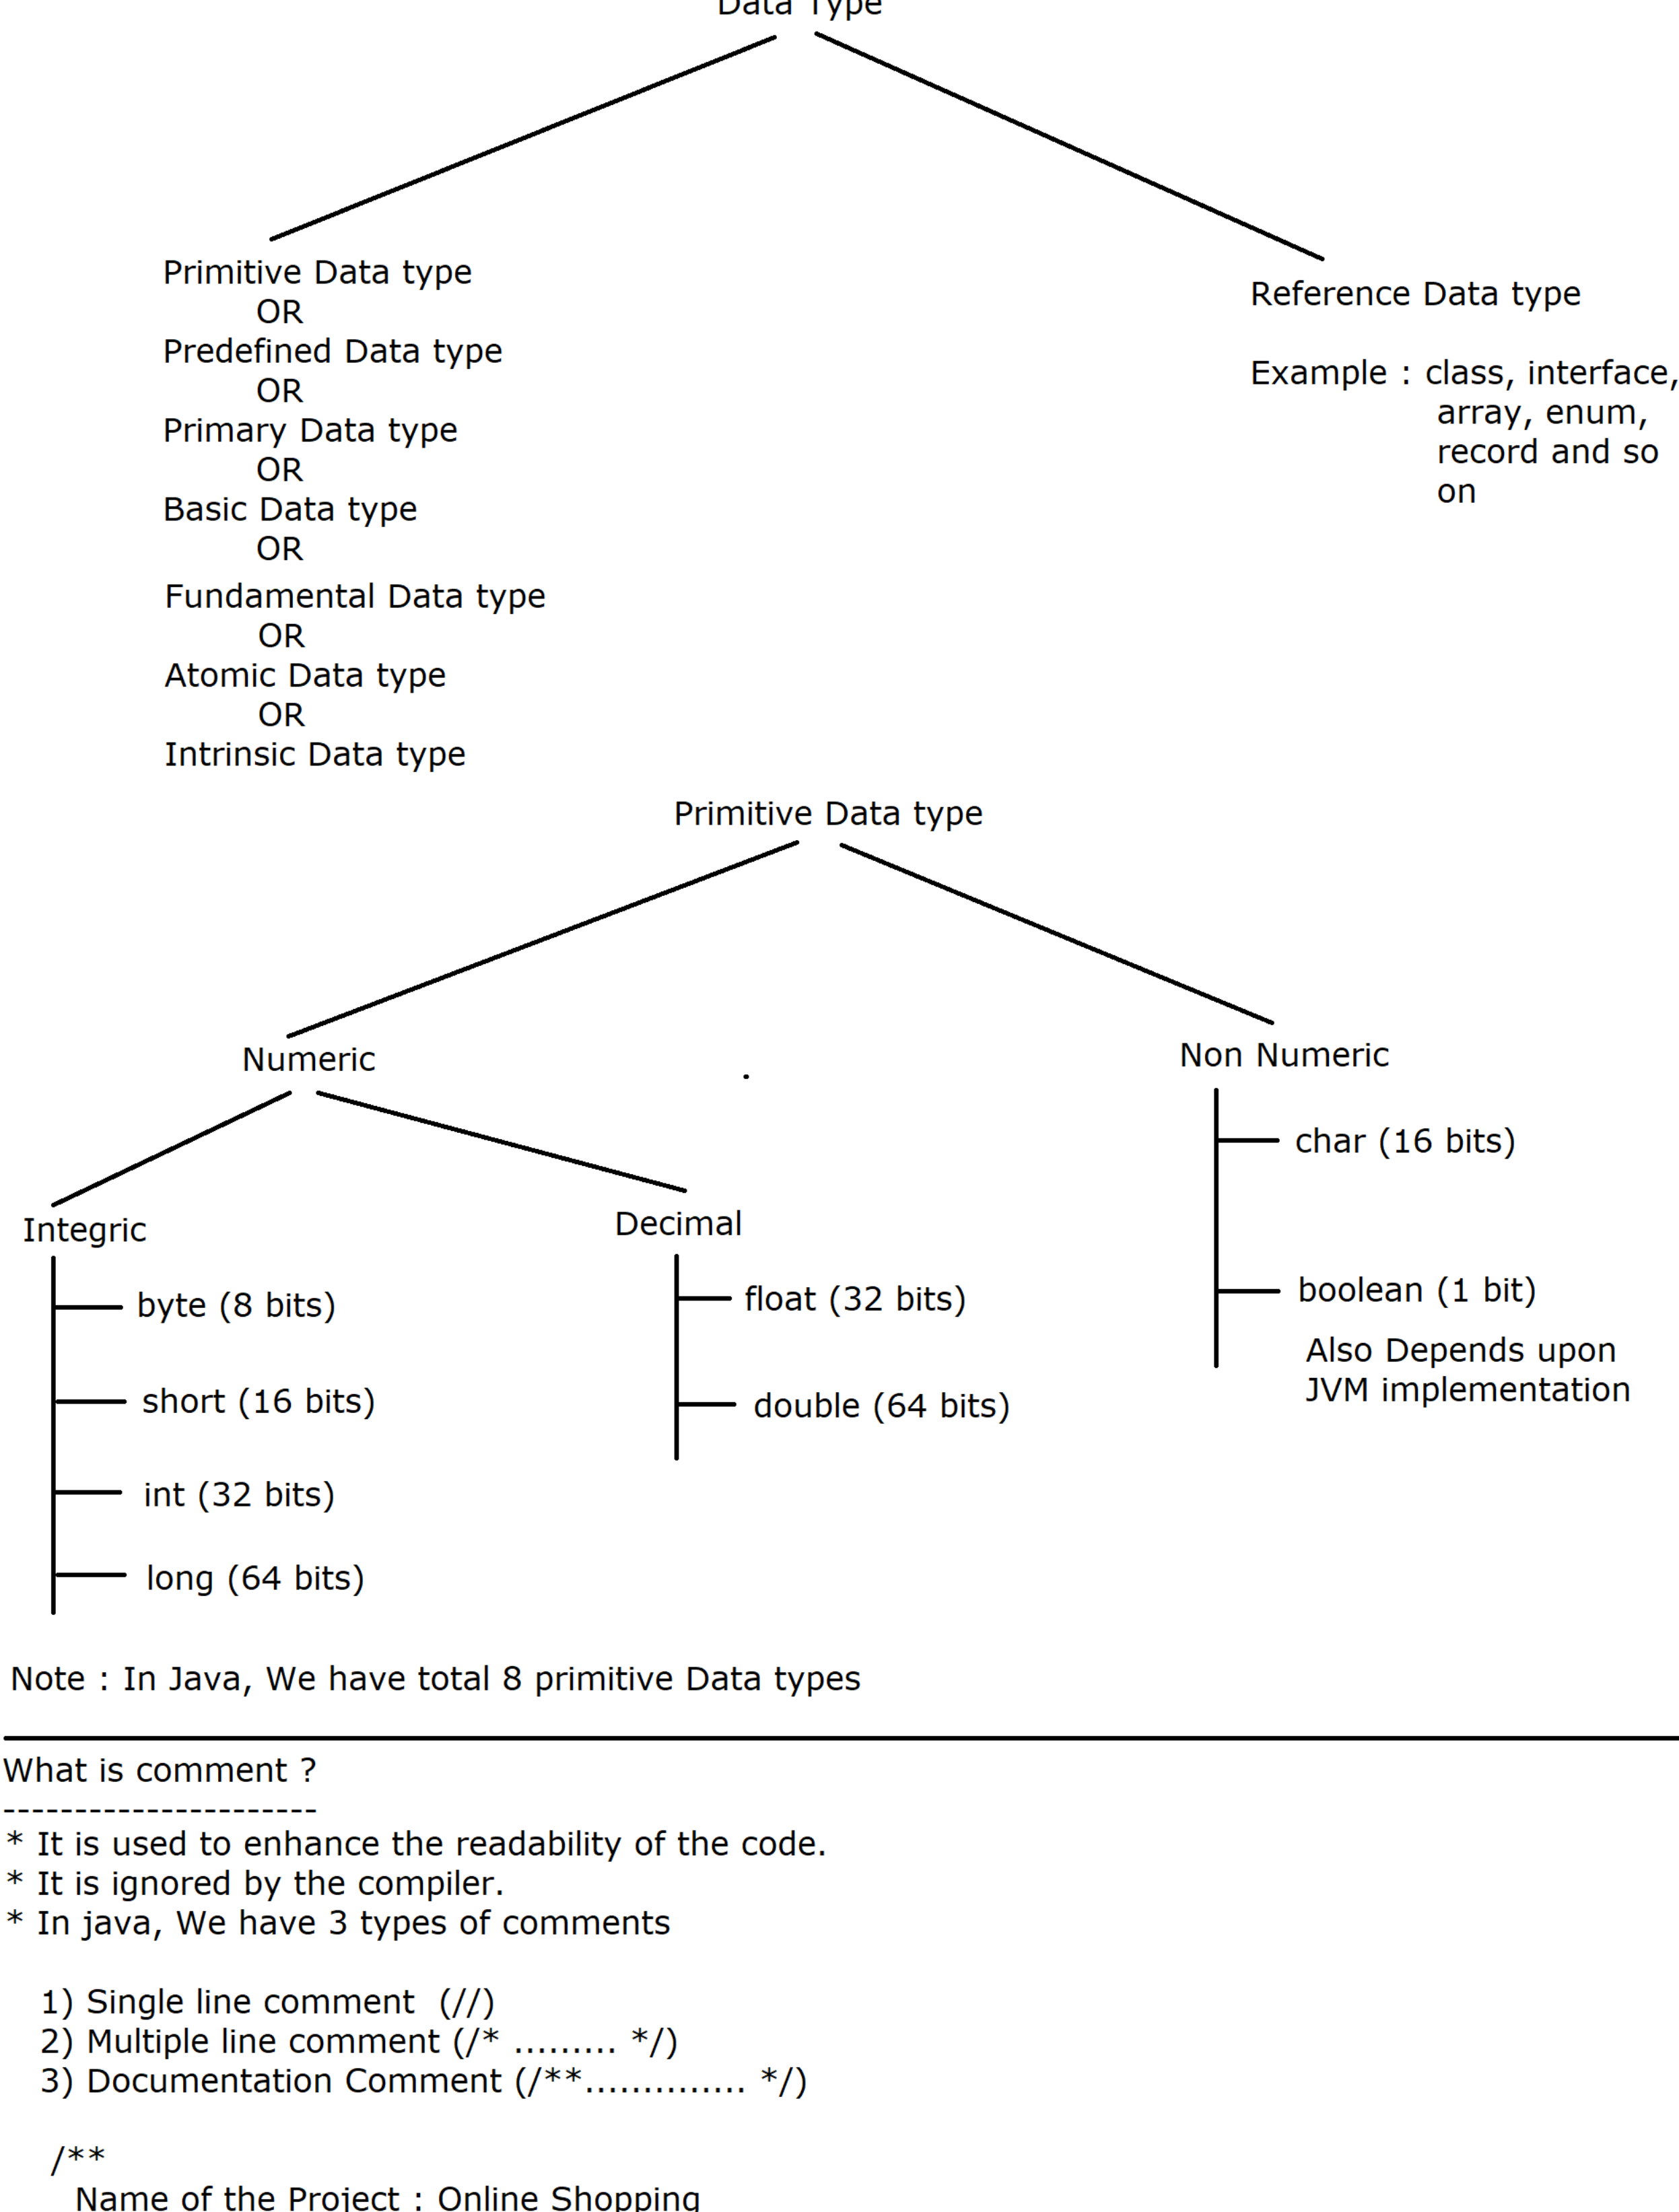 Data Type
Primitive Data type
OR
Predefined Data type
OR
Primary Data type
OR
Basic Data type
OR
Fundamental Data type
OR
Atomic Data type
OR
Intrinsic Data type
Reference Data type
Example : class, interface,
array, enum,
record and so
on
Primitive Data type
Numeric
Non Numeric
Integric
byte (8 bits)
short (16 bits)
int (32 bits)
long (64 bits)
Decimal
float (32 bits)
double (64 bits)
char (16 bits)
boolean (1 bit)
Also Depends upon
JVM implementation
Note : In Java, We have total 8 primitive Data types
What is comment ?
----------------------
* It is used to enhance the readability of the code.
* It is ignored by the compiler.
* In java, We have 3 types of comments
1) Single line comment  (//)
2) Multiple line comment (/* ......... */)
3) Documentation Comment (/**.............. */)
/**
Name of the Project : Online Shopping